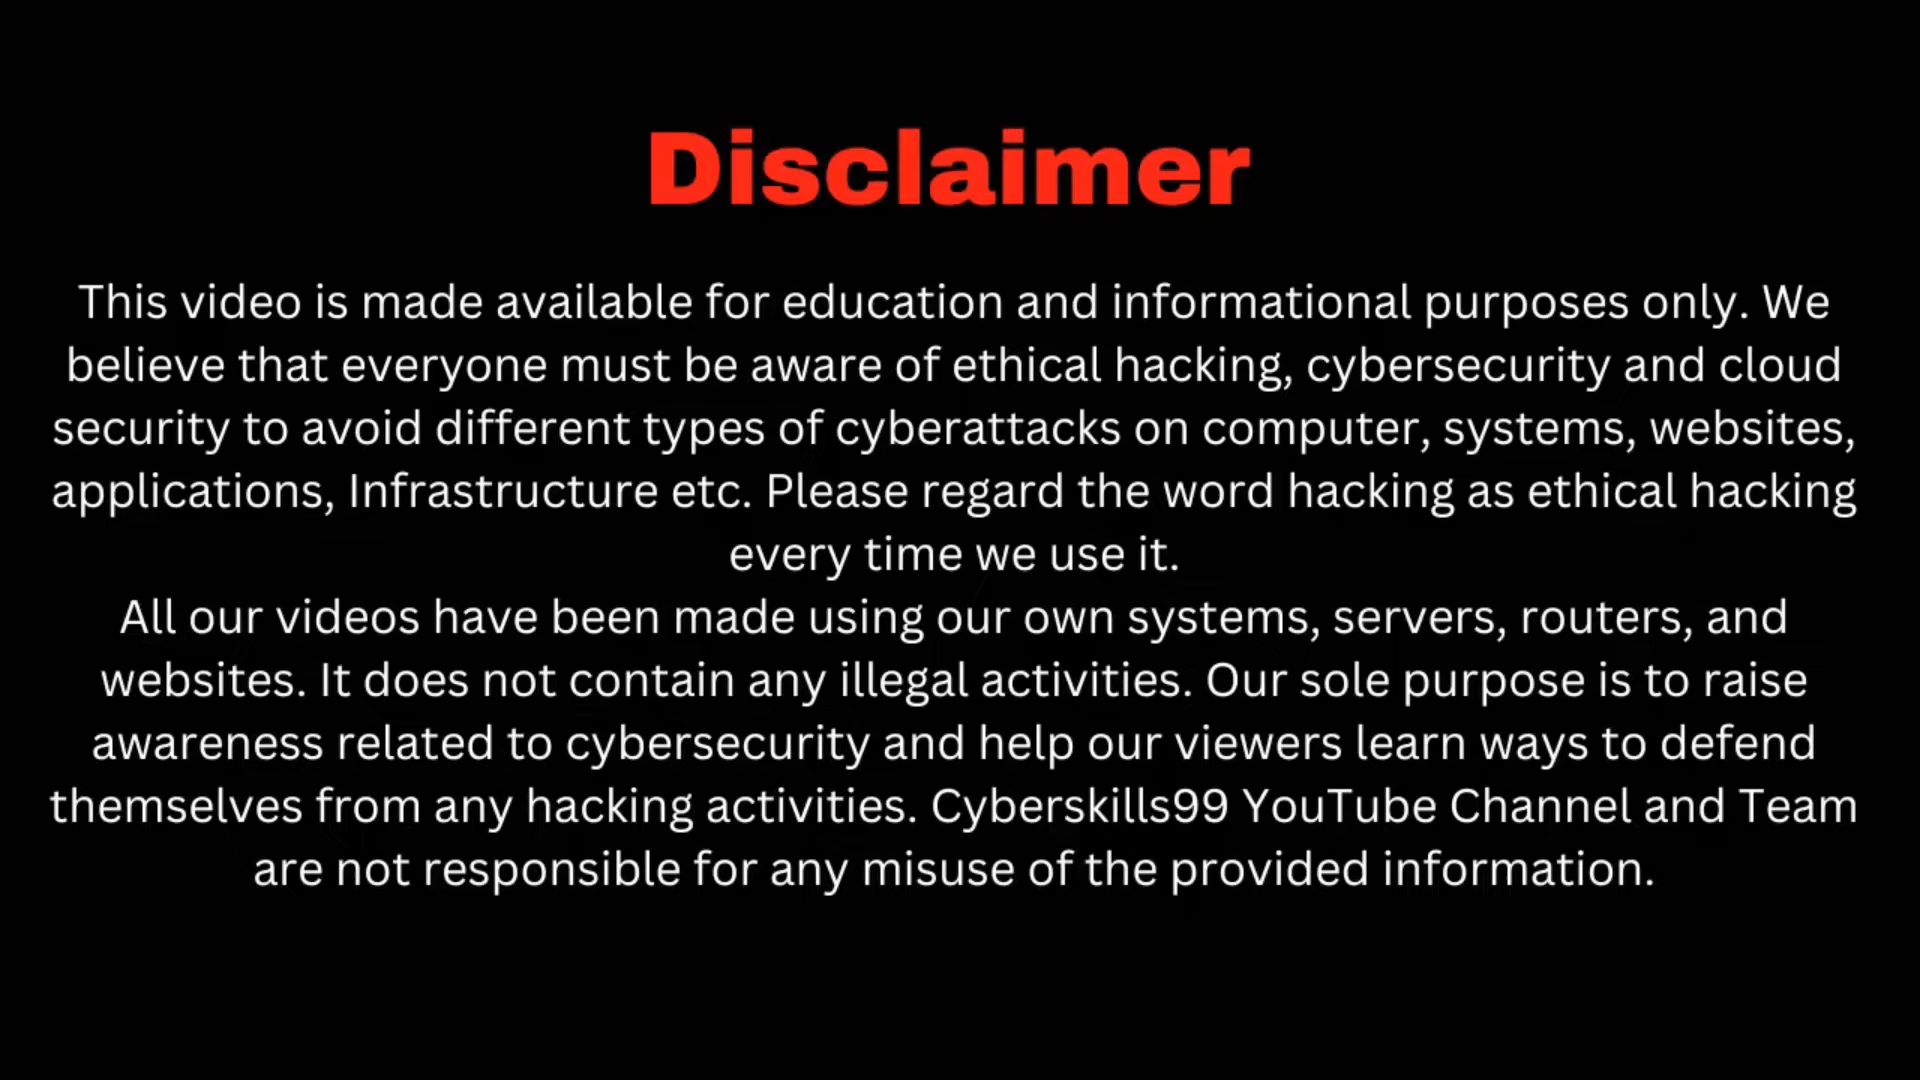 Disclaimer
This video is made available for education and informational purposes only. We
believe that everyone must be aware of ethical hacking, cybersecurity and cloud
security to avoid different types of cyberattacks on computer, systems, websites,
applications, Infrastructure etc. Please regard the word hacking as ethical hacking
every time we use it.
All our videos have been made using our own systems, servers, routers, and
websites. It does not contain any illegal activities. Our sole purpose is to raise
awareness related to cybersecurity and help our viewers learn ways to defend
themselves from any hacking activities. Cyberskills99 YouTube Channel and Team
are not responsible for any misuse of the provided information.